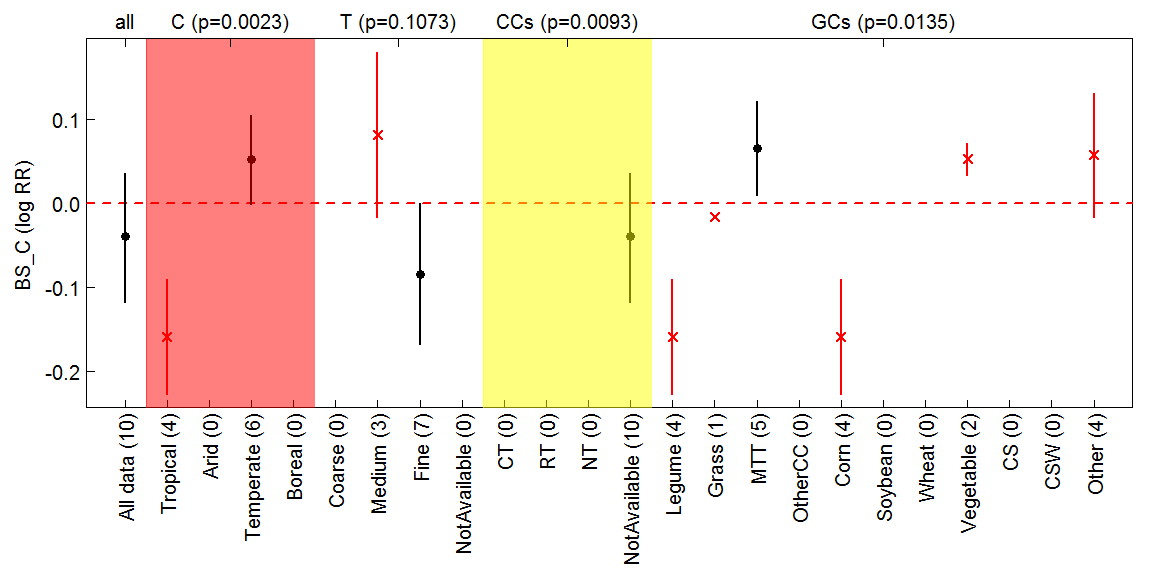 all
C (p=0.0023)
T (p=0.1073)
CCs (p=0.0093)
GCs (p=0.0135)
BS_C (log RR)
0.1
0.0
-0.1
-0.2
All data (10)
Tropical (4)
Arid (0)
Temperate (6)
Boreal (0)
Coarse (0)
Medium (3)
Fine (7)
NotAvailable (0)
CT (0)
RT (0)
NT (0)
NotAvailable (10)
Legume (4)
Grass (1)
MTT (5)
OtherCC (0)
Corn (4)
Soybean (0)
Wheat (0)
Vegetable (2)
CS (0)
CSW (0)
Other (4)